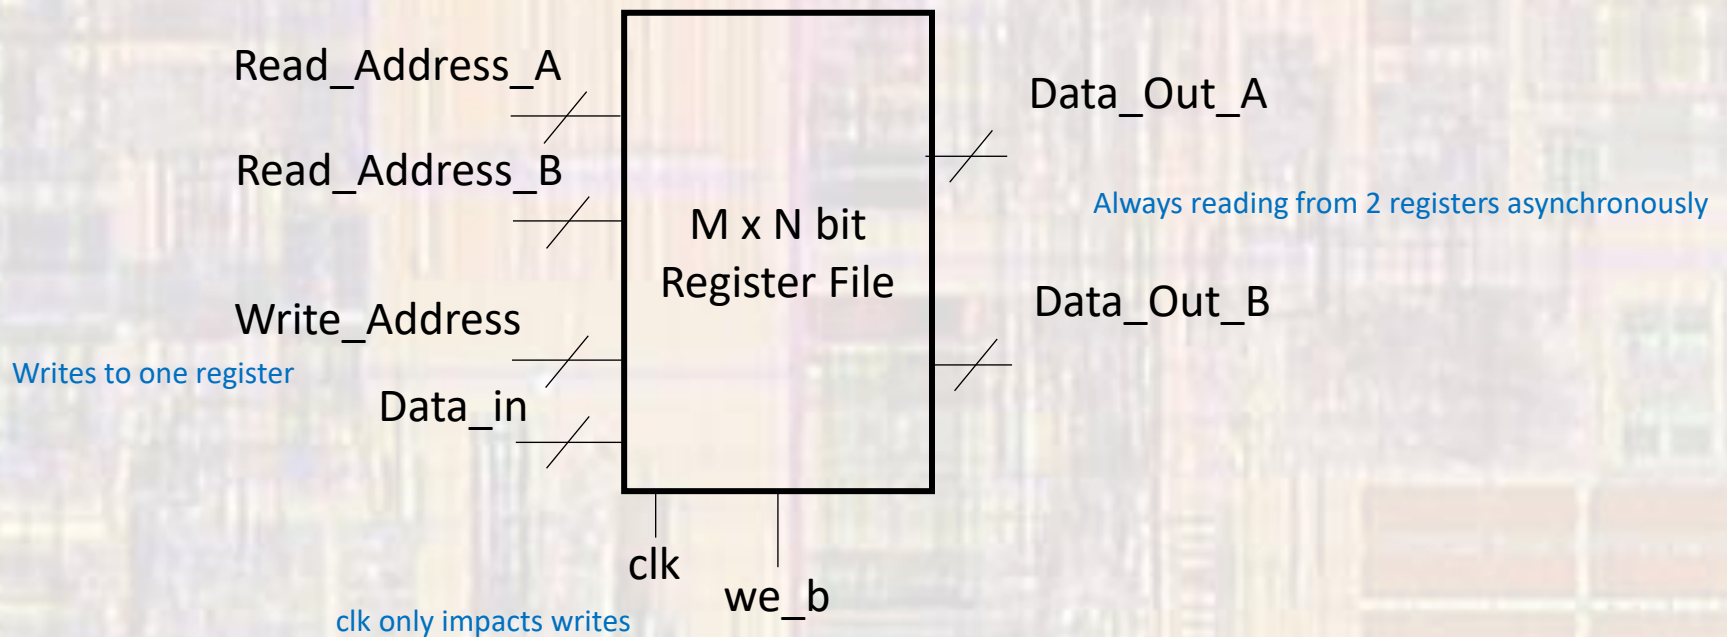 Read_Address_A
Data_Out_A
Read_Address_B
Always reading from 2 registers asynchronously
M x N bit
Register File
Data_Out_B
Write_Address
Writes to one register
Data_in
clk
we_b
clk only impacts writes